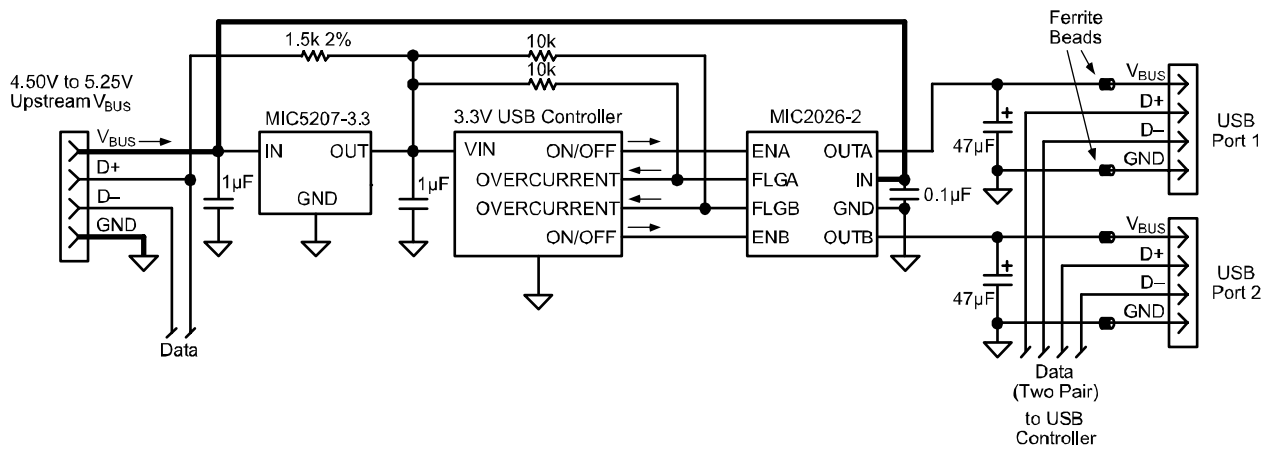 4.50V to 5.25V
Upstream VBUS
VBUS
D+
D–
GND
Data
1.5k 2%
10k
10k
MIC5207-3.3
IN
OUT
GND
1µF
1µF
3.3V USB Controller
VIN
ON/OFF
OVERCURRENT
OVERCURRENT
ON/OFF
MIC2026-2
ENA
FLGA
FLGB
ENB
OUTA
IN
GND
OUTB
0.1µF
47µF
47µF
Ferrite
Beads
VBUS
D+
D–
GND
USB
Port 1
VBUS
D+
D–
GND
USB
Port 2
Data
(Two Pair)
to USB
Controller